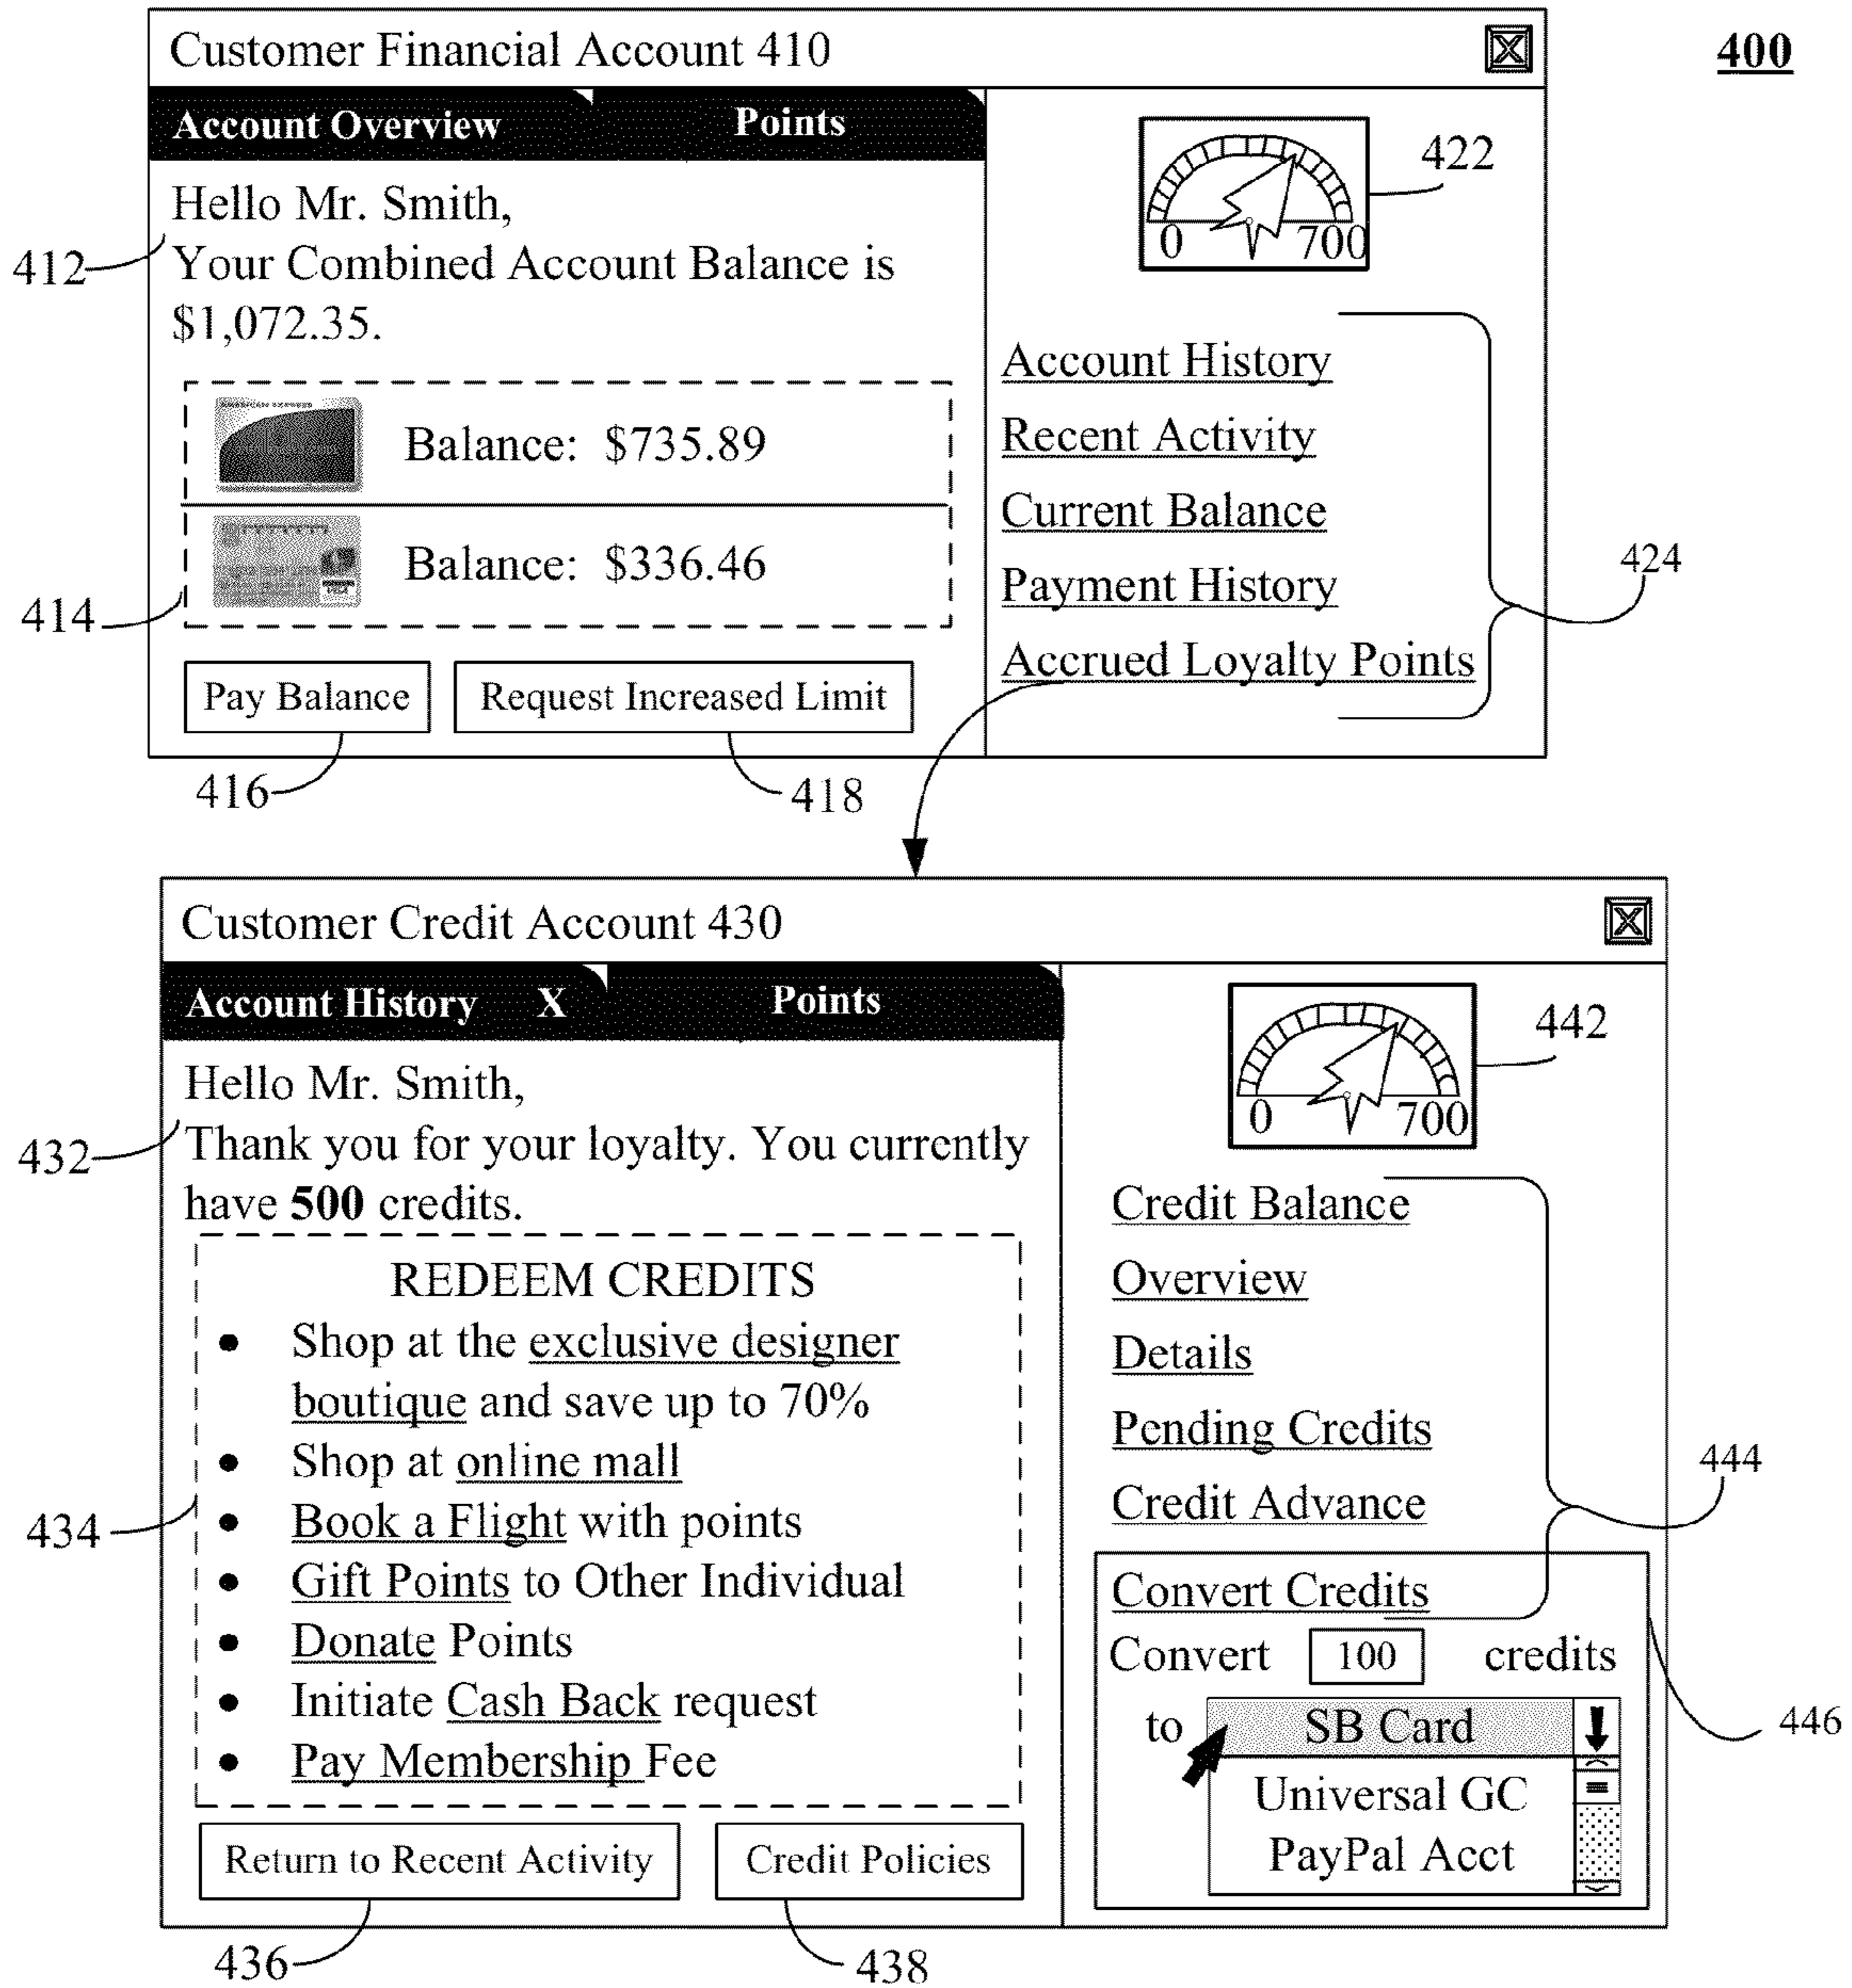 400
Customer Financial Account 410
X
Account Overview
Points
Hello Mr. Smith,
Your Combined Account Balance is
$1,072.35.
412
AMERICAN EXPRESS
Balance: $735.89
VISA
Balance: $336.46
414
Pay Balance
Request Increased Limit
416
418
0
700
422
Account History
Recent Activity
Current Balance
Payment History
Accrued Loyalty Points
424
Customer Credit Account 430
X
Account History X
Points
Hello Mr. Smith,
Thank you for your loyalty. You currently
have 500 credits.
432
REDEEM CREDITS
• Shop at the exclusive designer
boutique and save up to 70%
• Shop at online mall
• Book a Flight with points
• Gift Points to Other Individual
• Donate Points
• Initiate Cash Back request
• Pay Membership Fee
434
Return to Recent Activity
Credit Policies
436
438
0
700
442
Credit Balance
Overview
Details
Pending Credits
Credit Advance
444
Convert Credits
Convert 100 credits
to SB Card
Universal GC
PayPal Acct
446